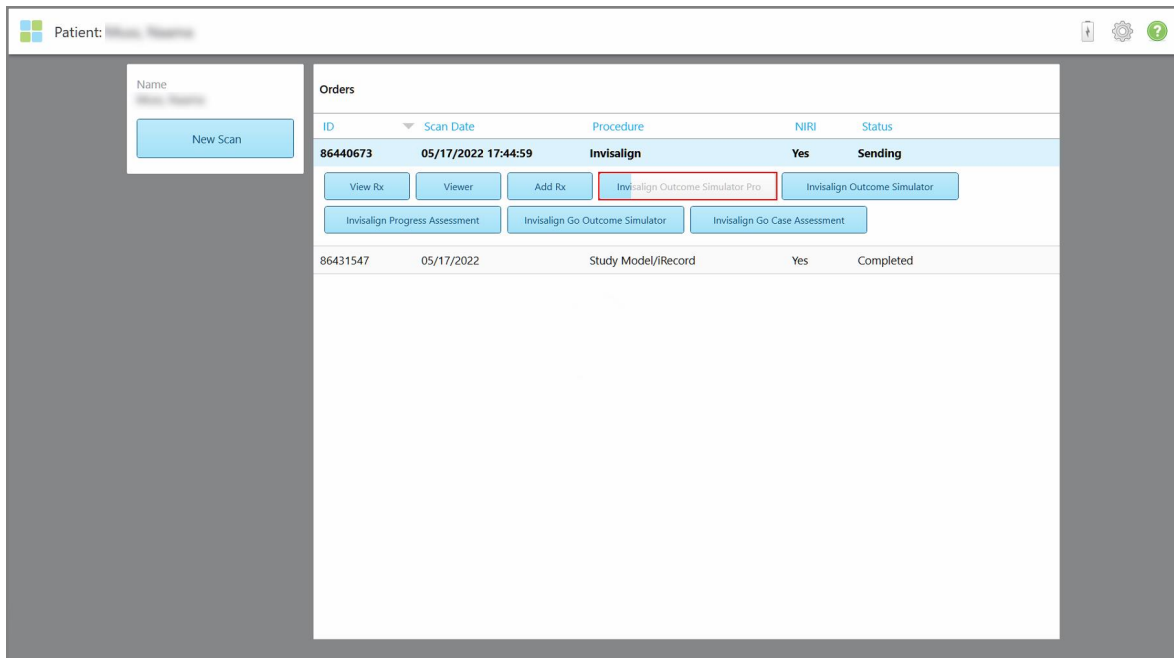 Patient:
Name
New Scan
Orders
ID Scan Date Procedure NIRI Status
86440673 05/17/2022 17:44:59 Invisalign Yes Sending
View Rx Viewer Add Rx Invisalign Outcome Simulator Pro Invisalign Outcome Simulator
Invisalign Progress Assessment Invisalign Go Outcome Simulator Invisalign Go Case Assessment
86431547 05/17/2022 Study Model/iRecord Yes Completed